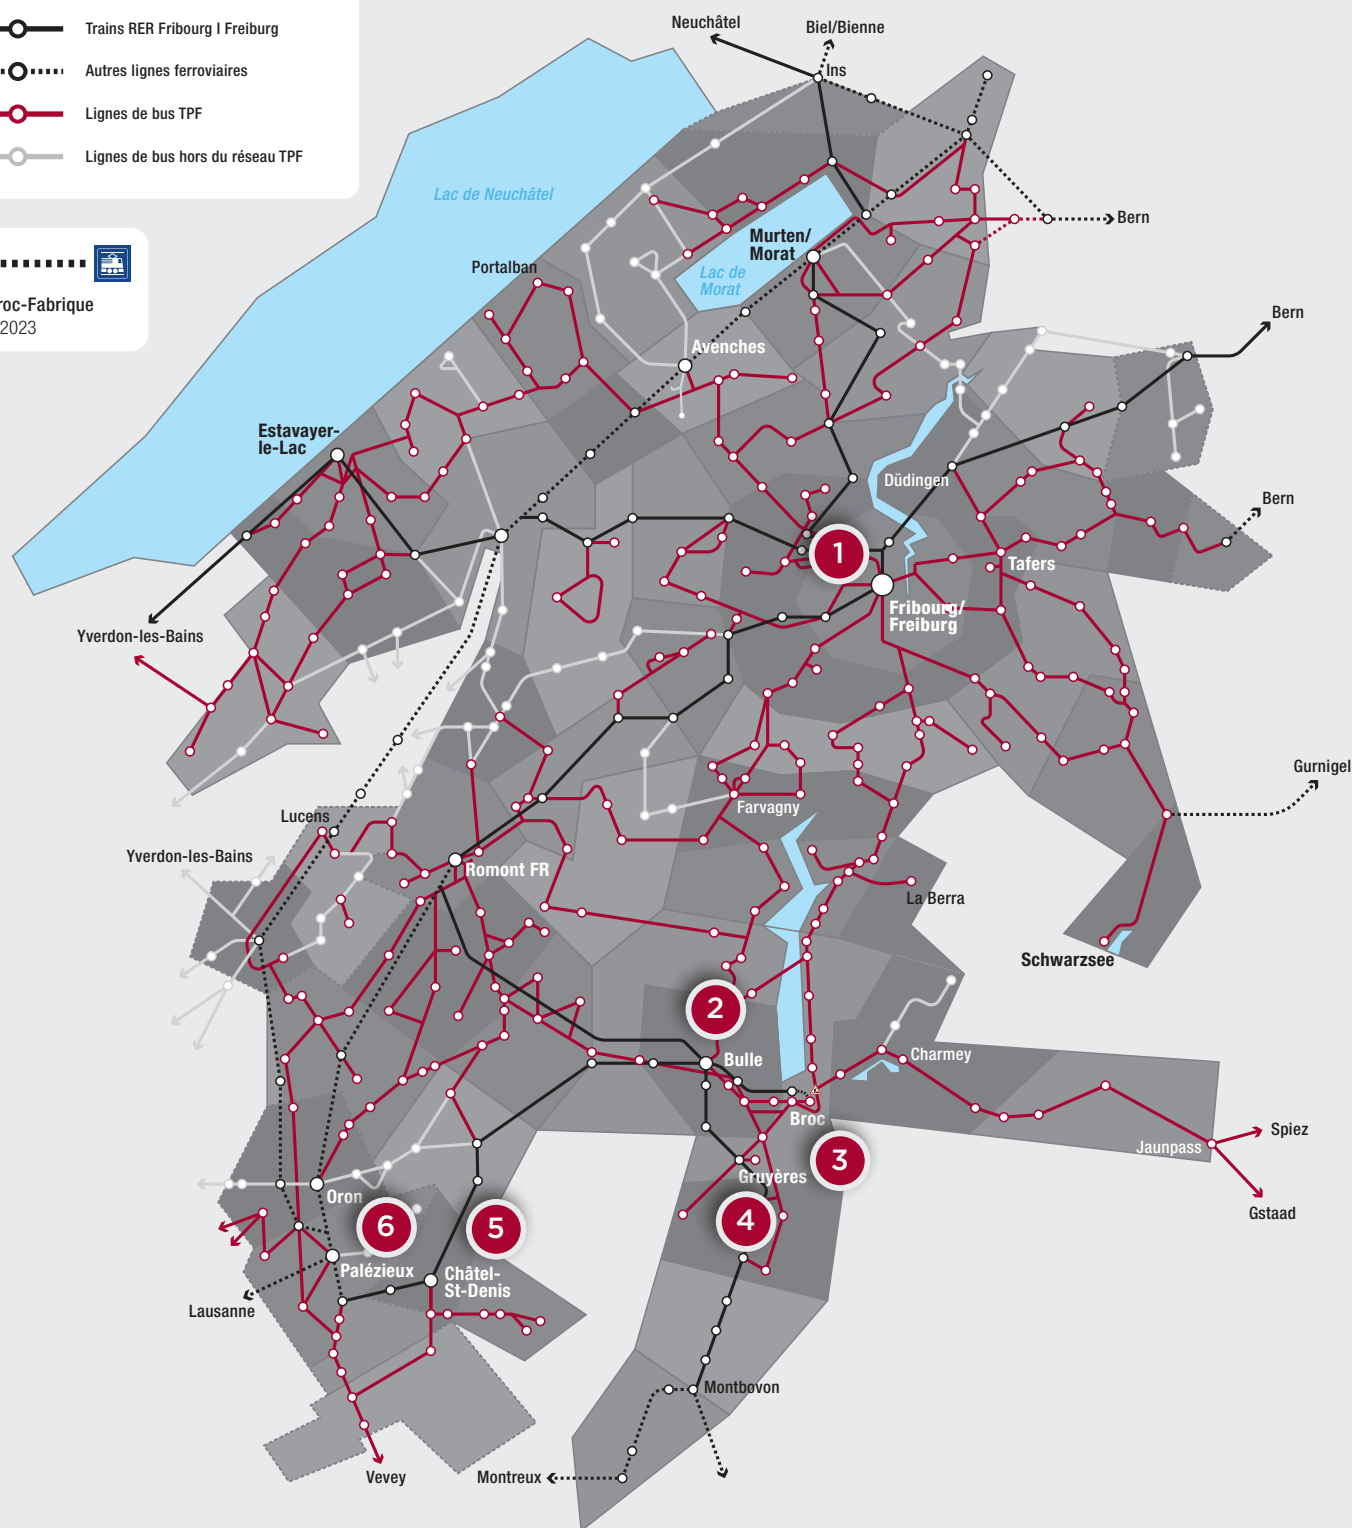 Trains RER Fribourg I Freiburg
Autres lignes ferroviaires
Lignes de bus TPF
Lignes de bus hors du réseau TPF
roc-Fabrique
2023
Neuchâtel
Biel/Bienne
Ins
Lac de Neuchâtel
Bern
Murten/
Morat
Lac de
Morat
Portalban
Bern
Avenches
Estavayer-
le-Lac
Düdingen
Bern
1
Tafers
Fribourg/
Freiburg
Yverdon-les-Bains
Gurnigel
Farvagny
Lucens
Yverdon-les-Bains
Romont FR
La Berra
Schwarzsee
2
Bulle
Charmey
Broc
Spiez
Jaunpass
3
Gruyères
Oron
Gstaad
6
5
4
Palézieux
Châtel-
St-Denis
Lausanne
Montbovon
Vevey
Montreux